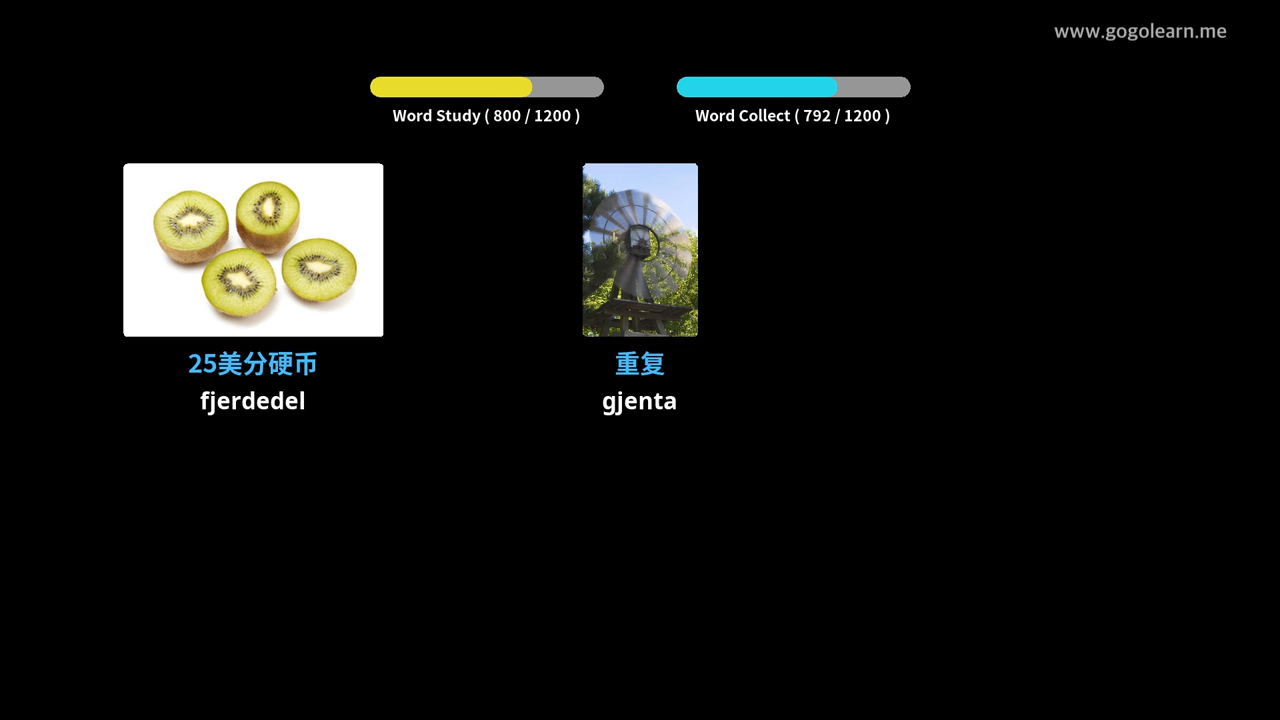 www.gogolearn.me
Word Study ( 800 / 1200 )
Word Collect ( 792 / 1200 )
25美分硬币
fjerdedel
重复
gjenta